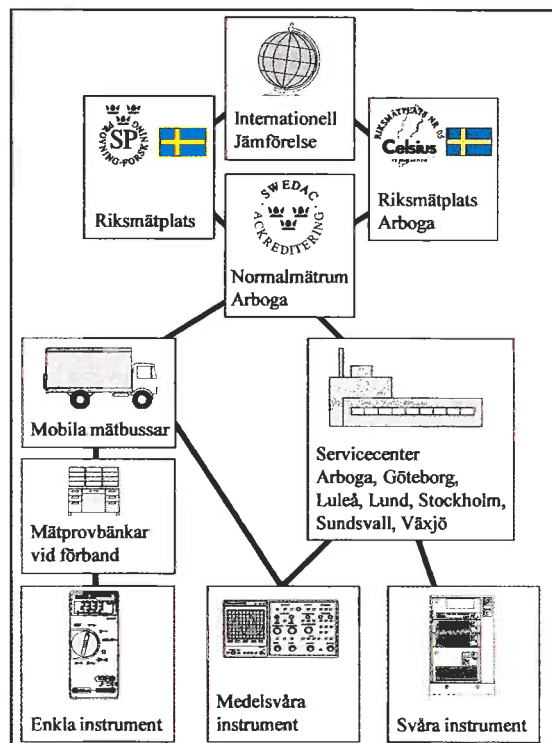 Internationell
Jämförelse
SP
PROVNING-FORSKNING
Riksmätplats
RIKSMÄTPLATS NR 05
Celsius
Riksmätplats
Arboga
· SWEDAC ·
ACKREDITERING
Normalmätrum
Arboga
Mobila mätbussar
Servicecenter
Arboga, Göteborg,
Luleå, Lund, Stockholm,
Sundsvall, Växjö
Mätprovbänkar
vid förband
Enkla instrument
Medelsvåra
instrument
Svåra instrument